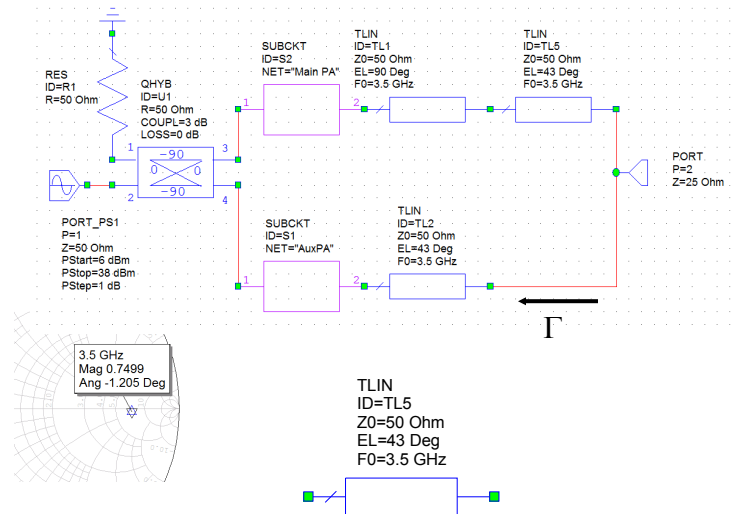 RES
ID=R1
R=50 Ohm
QHYB
ID=U1
R=50 Ohm
COUPL=3 dB
LOSS=0 dB
SUBCKT
ID=S2
NET="Main PA"
TLIN
ID=TL1
Z0=50 Ohm
EL=90 Deg
F0=3.5 GHz
TLIN
ID=TL5
Z0=50 Ohm
EL=43 Deg
F0=3.5 GHz
1
2
1
3
-90
0
0
-90
2
4
PORT
P=2
Z=25 Ohm
PORT_PS1
P=1
Z=50 Ohm
PStart=6 dBm
PStop=38 dBm
PStep=1 dB
SUBCKT
ID=S1
NET="AuxPA"
TLIN
ID=TL2
Z0=50 Ohm
EL=43 Deg
F0=3.5 GHz
1
2
Γ
3.5 GHz
Mag 0.7499
Ang -1.205 Deg
TLIN
ID=TL5
Z0=50 Ohm
EL=43 Deg
F0=3.5 GHz